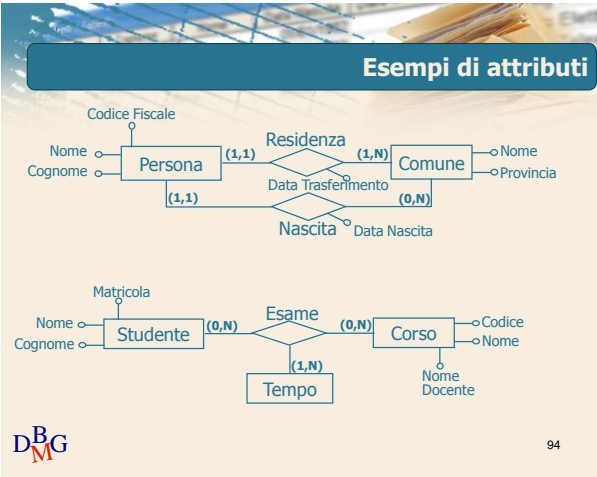 Esempi di attributi
Codice Fiscale
Nome
Cognome
Persona
(1,1)
Residenza
(1,N)
Comune
Nome
Provincia
Data Trasferimento
(1,1)
(0,N)
Nascita
Data Nascita
Matricola
Nome
Cognome
Studente
(0,N)
Esame
(0,N)
Corso
Codice
Nome
(1,N)
Tempo
Nome
Docente
DBMG
94